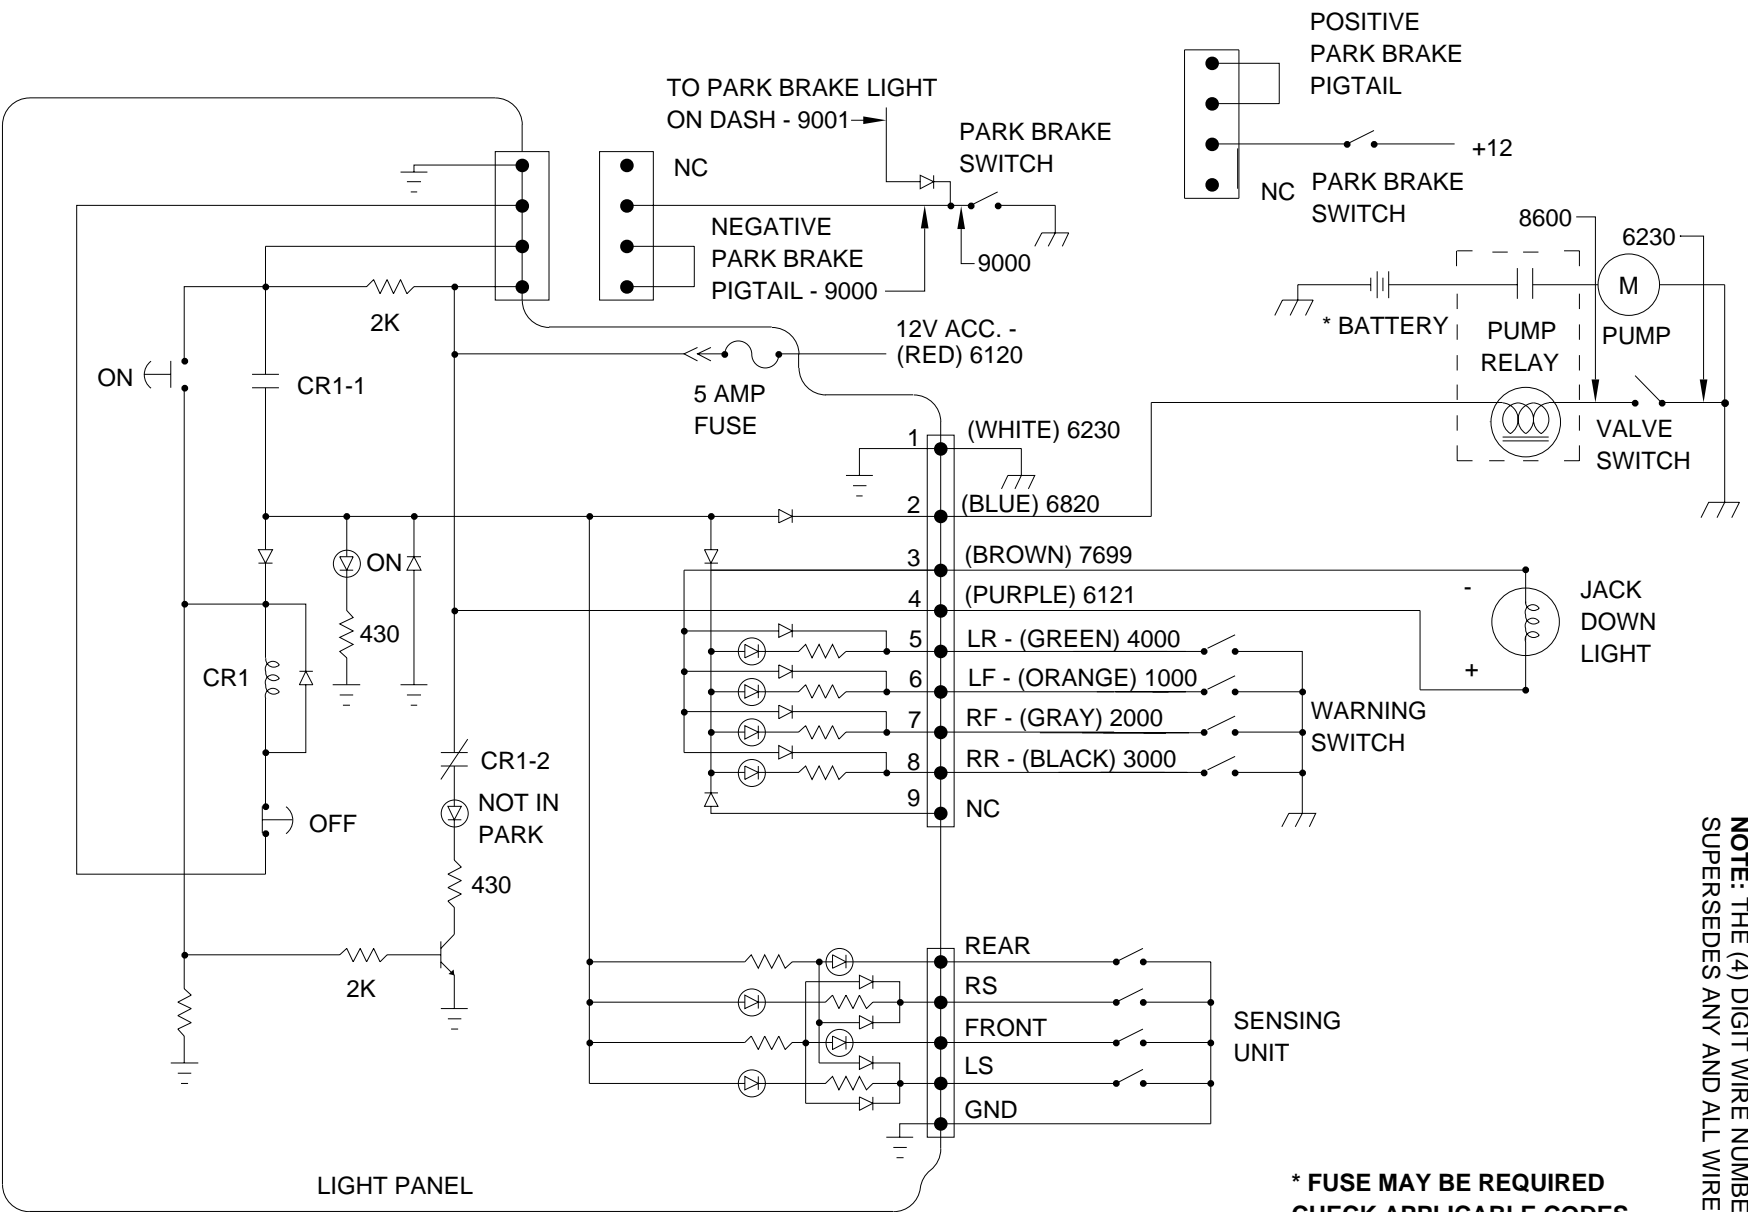 POSITIVE
PARK BRAKE
PIGTAIL
TO PARK BRAKE LIGHT
ON DASH - 9001
PARK BRAKE
SWITCH
NC
+12
NC
PARK BRAKE
SWITCH
NEGATIVE
PARK BRAKE
PIGTAIL - 9000
9000
8600
6230
2K
12V ACC. -
(RED) 6120
* BATTERY
PUMP
RELAY
M
PUMP
ON
CR1-1
5 AMP
FUSE
VALVE
SWITCH
1
(WHITE) 6230
2
(BLUE) 6820
3
(BROWN) 7699
4
(PURPLE) 6121
5
LR - (GREEN) 4000
6
LF - (ORANGE) 1000
7
RF - (GRAY) 2000
8
RR - (BLACK) 3000
9
NC
ON
430
CR1
-
+
JACK
DOWN
LIGHT
WARNING
SWITCH
CR1-2
NOT IN
PARK
OFF
430
2K
REAR
RS
FRONT
LS
GND
SENSING
UNIT
LIGHT PANEL
NOTE: THE (4) DIGIT WIRE
SUPERSEDES ANY AND ALL WIRE
* FUSE MAY BE REQUIRED
CHECK APPLICABLE CODES